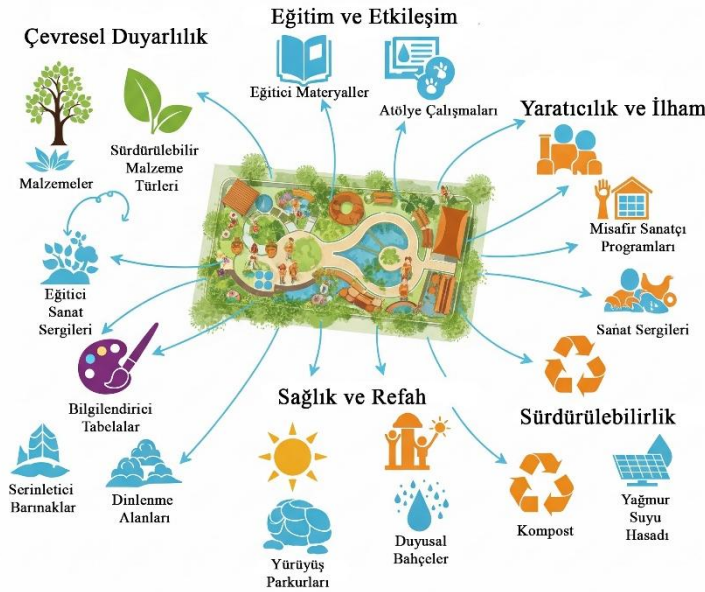 Çevresel Duyarlılık
Malzemeler
Sürdürülebilir
Malzeme
Türleri
Eğitici
Sanat
Sergileri
Bilgilendirici
Tabelalar
Serinletici
Barınaklar
Dinlenme
Alanları
Eğitim ve Etkileşim
Eğitici Materyaller
Atölye Çalışmaları
Yaratıcılık ve İlham
Misafir Sanatçı
Programları
Sanat Sergileri
Sağlık ve Refah
Yürüyüş
Parkurları
Duyusal
Bahçeler
Sürdürülebilirlik
Kompost
Yağmur
Suyu
Hasadı